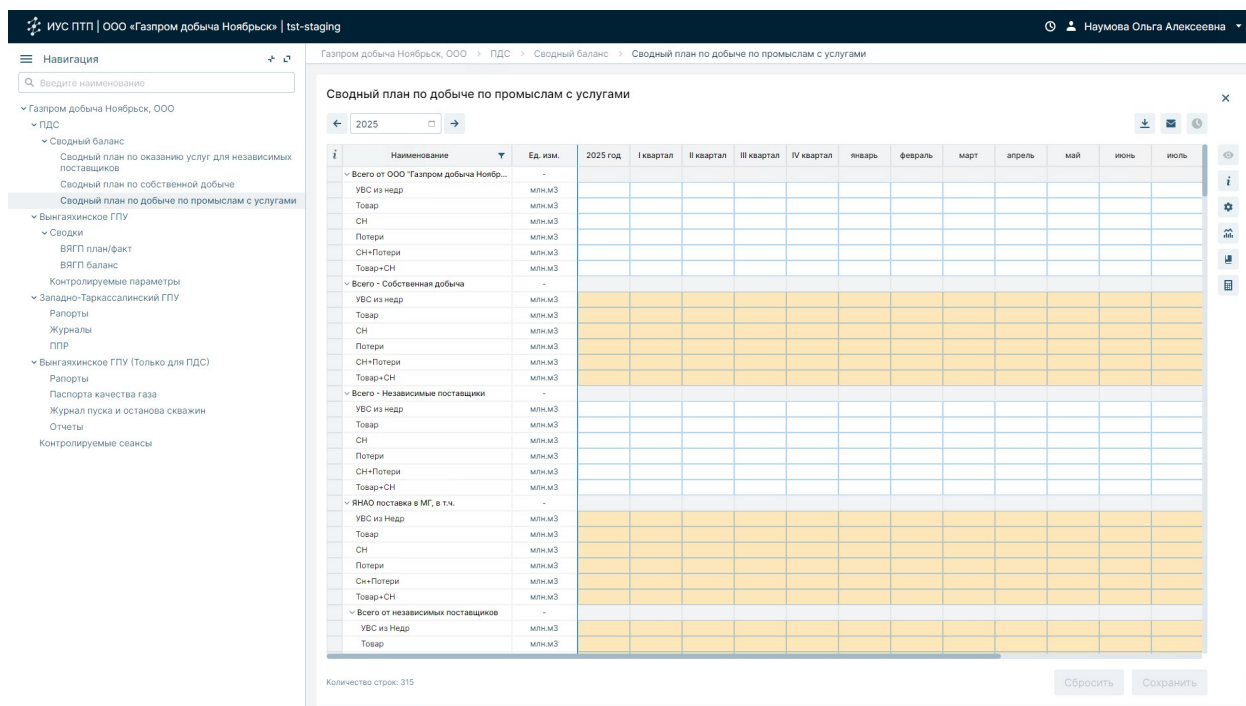 ИУС ПТП | ООО «Газпром добыча Ноябрьск» | tst-staging
Наумова Ольга Алексеевна
Навигация
Введите наименование
Газпром добыча Ноябрьск, ООО
ПДС
Сводный баланс
Сводный план по оказанию услуг для независимых
поставщиков
Сводный план по собственной добыче
Сводный план по добыче по промыслам с услугами
Вынгаяхинское ГПУ
Сводки
ВЯГП план/факт
ВЯГП баланс
Контролируемые параметры
Западно-Таркассалинский ГПУ
Рапорты
Журналы
ППР
Вынгаяхинское ГПУ (Только для ПДС)
Рапорты
Паспорта качества газа
Журнал пуска и останова скважин
Отчеты
Контролируемые сеансы
Газпром добыча Ноябрьск, ООО > ПДС > Сводный баланс > Сводный план по добыче по промыслам с услугами
Сводный план по добыче по промыслам с услугами
2025
i Наименование Ед. изм. 2025 год I квартал II квартал III квартал IV квартал январь февраль март апрель май июнь июль
Всего от ООО "Газпром добыча Ноябр... -
УВС из недр млн.м3
Товар млн.м3
СН млн.м3
Потери млн.м3
СН+Потери млн.м3
Товар+СН млн.м3
Всего - Собственная добыча -
УВС из недр млн.м3
Товар млн.м3
СН млн.м3
Потери млн.м3
СН+Потери млн.м3
Товар+СН млн.м3
Всего - Независимые поставщики -
УВС из недр млн.м3
Товар млн.м3
СН млн.м3
Потери млн.м3
СН+Потери млн.м3
Товар+СН млн.м3
ЯНАО поставка в МГ, в т.ч. -
УВС из Недр млн.м3
Товар млн.м3
СН млн.м3
Потери млн.м3
Сн+Потери млн.м3
Товар+СН млн.м3
Всего от независимых поставщиков -
УВС из Недр млн.м3
Товар млн.м3
Количество строк: 315
Сбросить
Сохранить